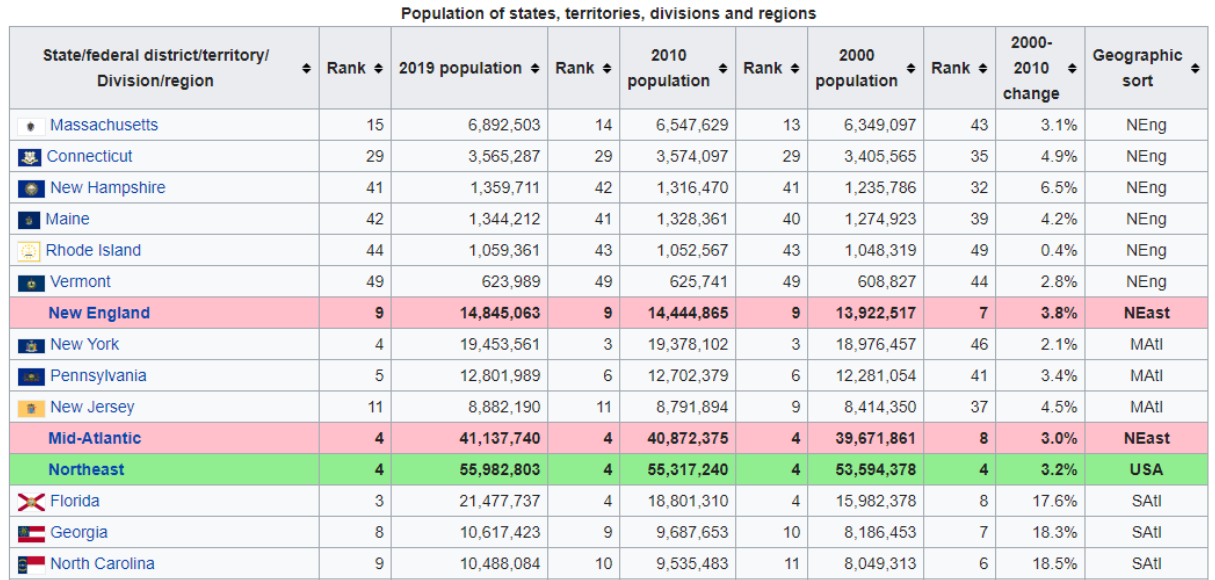 Population of states, territories, divisions and regions
State/federal district/territory/ Division/region Rank 2019 population Rank 2010 population Rank 2000 population Rank 2000-2010 change Geographic sort
Massachusetts 15 6,892,503 14 6,547,629 13 6,349,097 43 3.1% NEng
Connecticut 29 3,565,287 29 3,574,097 29 3,405,565 35 4.9% NEng
New Hampshire 41 1,359,711 42 1,316,470 41 1,235,786 32 6.5% NEng
Maine 42 1,344,212 41 1,328,361 40 1,274,923 39 4.2% NEng
Rhode Island 44 1,059,361 43 1,052,567 43 1,048,319 49 0.4% NEng
Vermont 49 623,989 49 625,741 49 608,827 44 2.8% NEng
New England 9 14,845,063 9 14,444,865 9 13,922,517 7 3.8% NEast
New York 4 19,453,561 3 19,378,102 3 18,976,457 46 2.1% MAtl
Pennsylvania 5 12,801,989 6 12,702,379 6 12,281,054 41 3.4% MAtl
New Jersey 11 8,882,190 11 8,791,894 9 8,414,350 37 4.5% MAtl
Mid-Atlantic 4 41,137,740 4 40,872,375 4 39,671,861 8 3.0% NEast
Northeast 4 55,982,803 4 55,317,240 4 53,594,378 4 3.2% USA
Florida 3 21,477,737 4 18,801,310 4 15,982,378 8 17.6% SAtl
Georgia 8 10,617,423 9 9,687,653 10 8,186,453 7 18.3% SAtl
North Carolina 9 10,488,084 10 9,535,483 11 8,049,313 6 18.5% SAtl